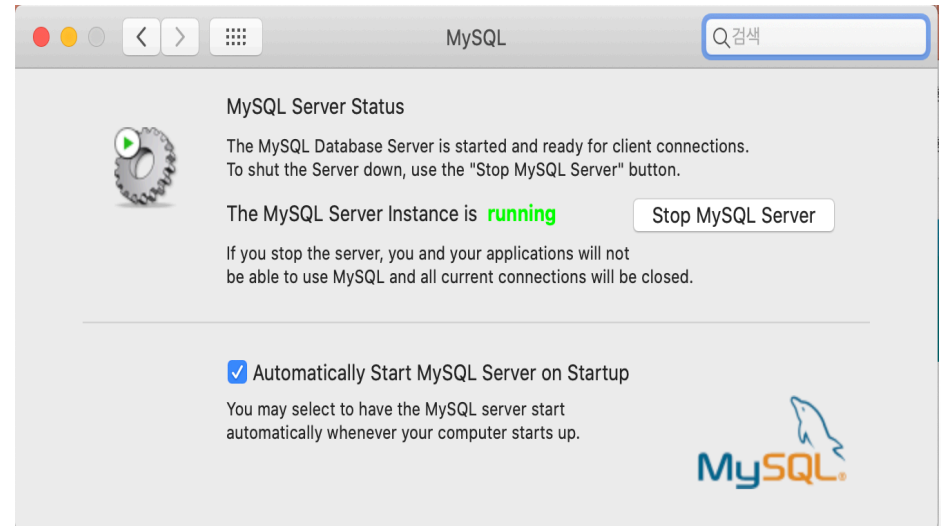 MySQL
검색
MySQL Server Status
The MySQL Database Server is started and ready for client connections.
To shut the Server down, use the "Stop MySQL Server" button.
The MySQL Server Instance is running
Stop MySQL Server
If you stop the server, you and your applications will not
be able to use MySQL and all current connections will be closed.
Automatically Start MySQL Server on Startup
You may select to have the MySQL server start
automatically whenever your computer starts up.
MySQL®